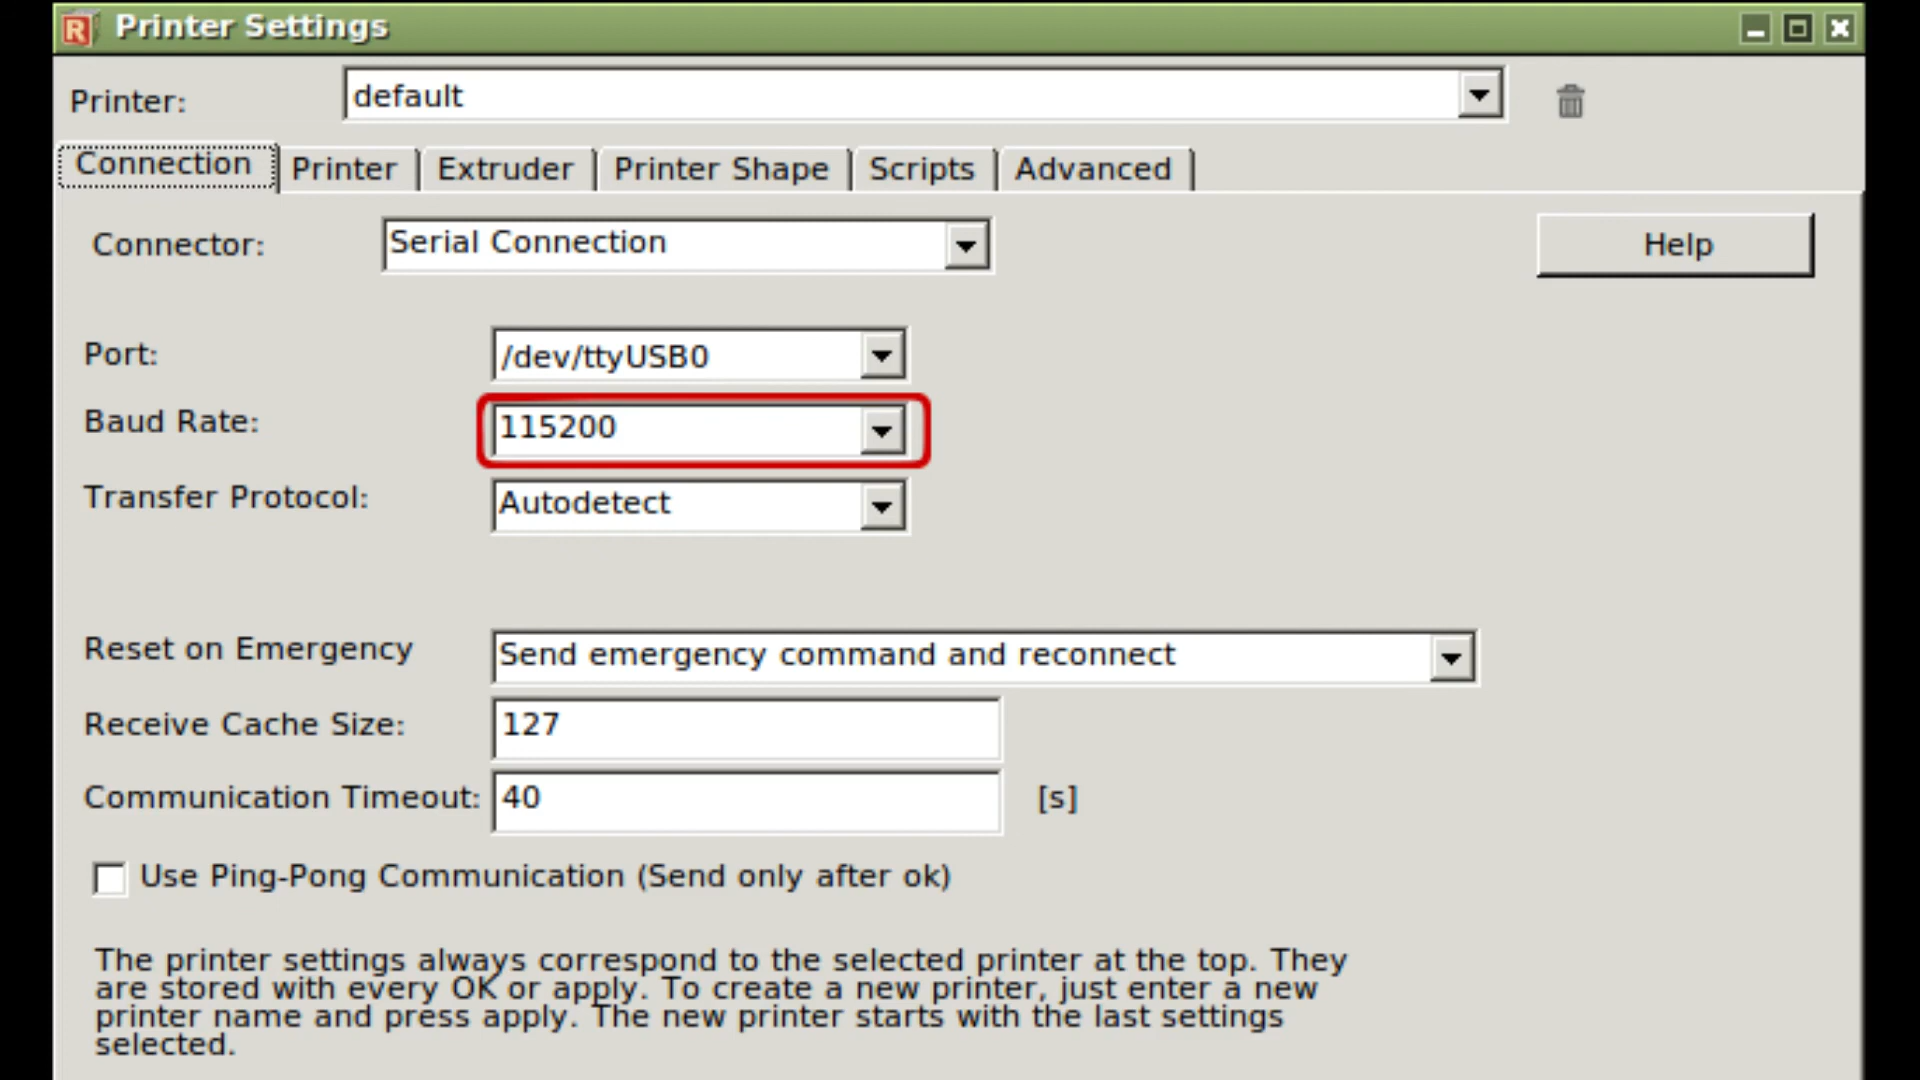 R Printer Settings
Printer: default
Connection Printer Extruder Printer Shape Scripts Advanced
Connector: Serial Connection Help
Port: /dev/ttyUSB0
Baud Rate: 115200
Transfer Protocol: Autodetect
Reset on Emergency Send emergency command and reconnect
Receive Cache Size: 127
Communication Timeout: 40 [s]
Use Ping-Pong Communication (Send only after ok)
The printer settings always correspond to the selected printer at the top. They
are stored with every OK or apply. To create a new printer, just enter a new
printer name and press apply. The new printer starts with the last settings
selected.